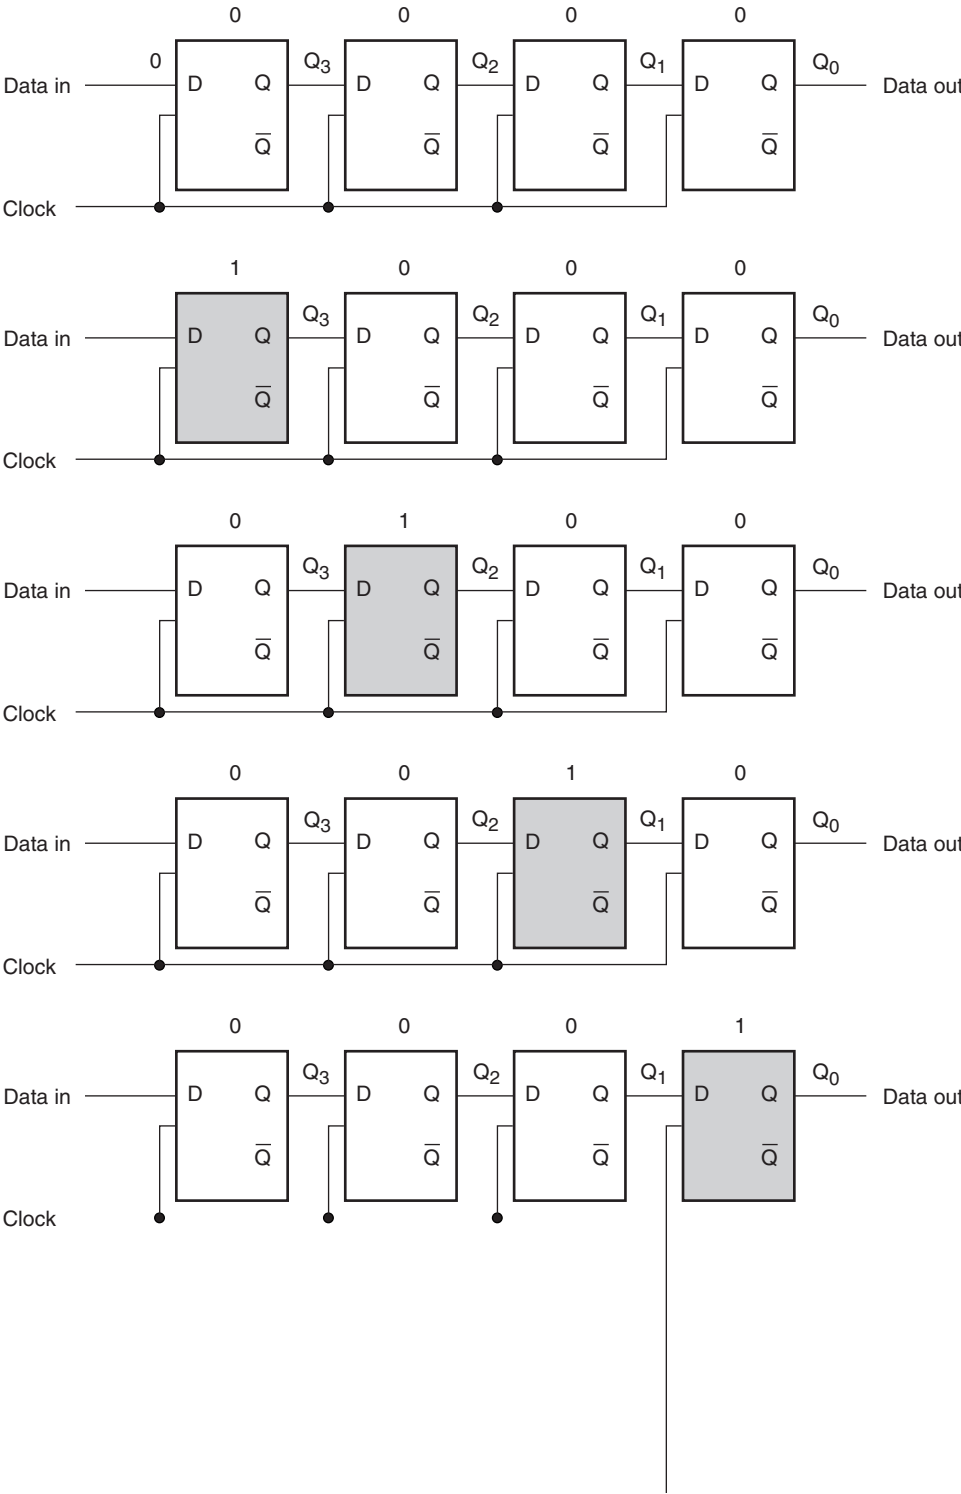 0 0 0 0
0 Q3 Q2 Q1 Q0
Data in D Q D Q D Q D Q Data out
Q̅ Q̅ Q̅ Q̅
Clock
1 0 0 0
Q3 Q2 Q1 Q0
Data in D Q D Q D Q D Q Data out
Q̅ Q̅ Q̅ Q̅
Clock
0 1 0 0
Q3 Q2 Q1 Q0
Data in D Q D Q D Q D Q Data out
Q̅ Q̅ Q̅ Q̅
Clock
0 0 1 0
Q3 Q2 Q1 Q0
Data in D Q D Q D Q D Q Data out
Q̅ Q̅ Q̅ Q̅
Clock
0 0 0 1
Q3 Q2 Q1 Q0
Data in D Q D Q D Q D Q Data out
Q̅ Q̅ Q̅ Q̅
Clock